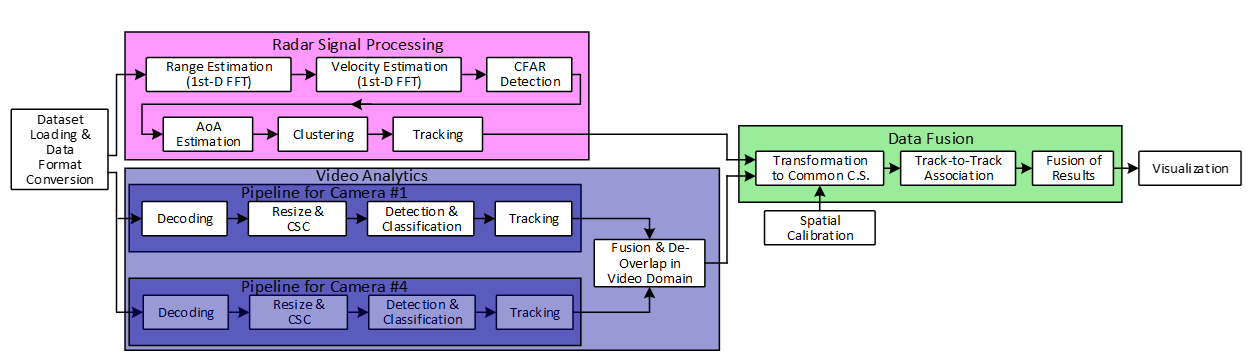 Radar Signal Processing
Range Estimation
(1st-D FFT)
Velocity Estimation
(1st-D FFT)
CFAR
Detection
Dataset
Loading &
Data
Format
Conversion
AoA
Estimation
Clustering
Tracking
Video Analytics
Pipeline for Camera #1
Decoding
Resize &
CSC
Detection &
Classification
Tracking
Fusion & De-
Overlap in
Video Domain
Pipeline for Camera #4
Decoding
Resize &
CSC
Detection &
Classification
Tracking
Data Fusion
Transformation
to Common C.S.
Track-to-Track
Association
Fusion of
Results
Visualization
Spatial
Calibration